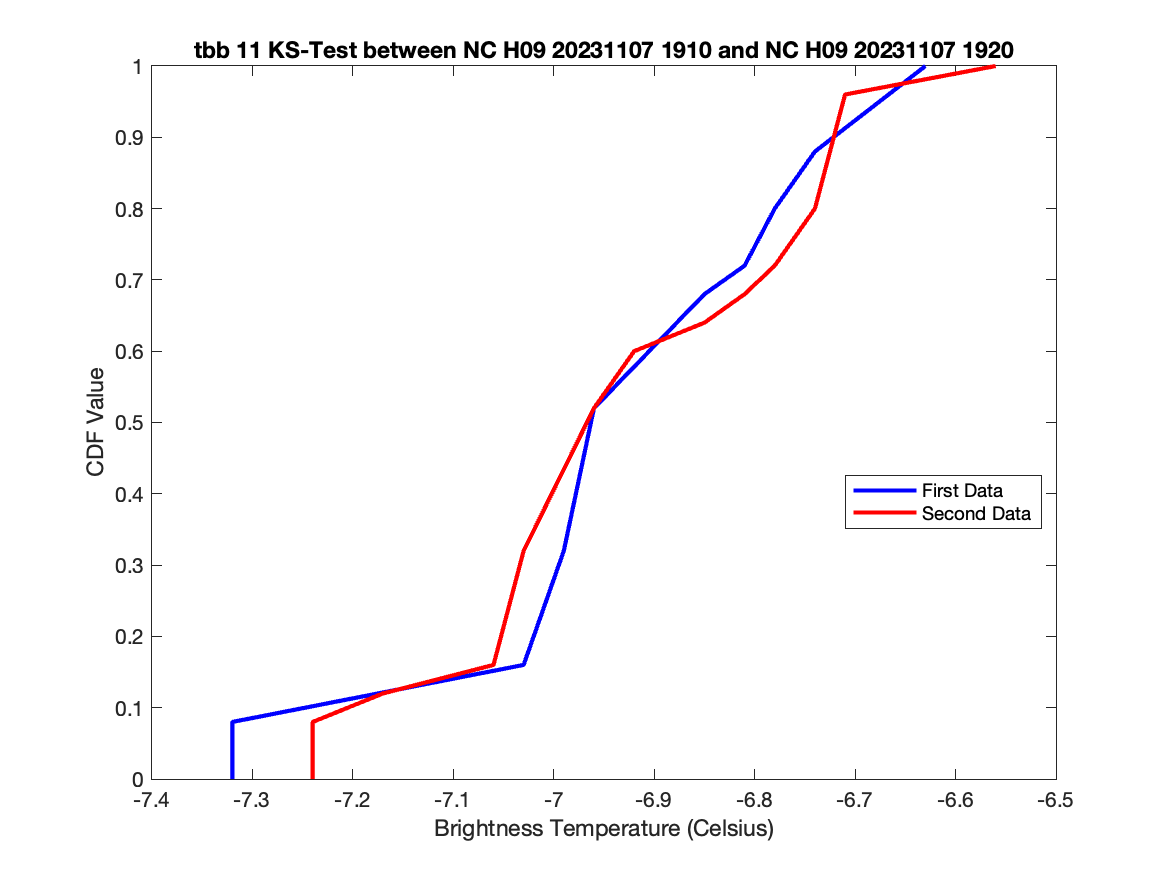 tbb 11 KS-Test between NC H09 20231107 1910 and NC H09 20231107 1920
1
0.9
0.8
0.7
0.6
0.5
0.4
0.3
0.2
0.1
0
CDF Value
First Data
Second Data
-7.4 -7.3 -7.2 -7.1 -7 -6.9 -6.8 -6.7 -6.6 -6.5
Brightness Temperature (Celsius)